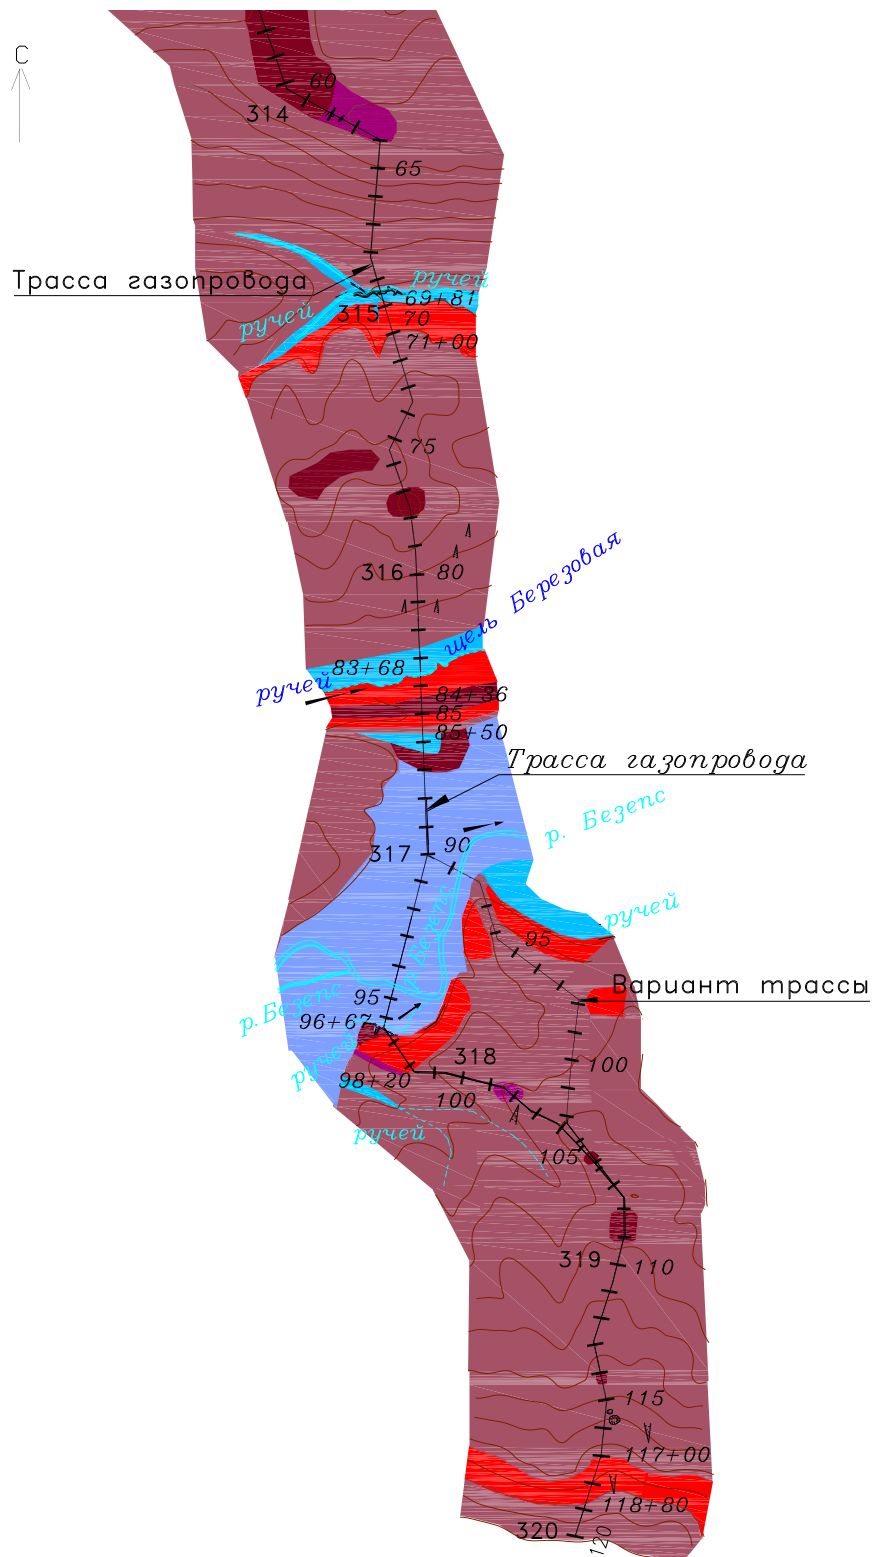 С
60
314
65
Трасса газопровода
ручей
69+81
ручей
315
70
71+00
75
316
80
щель Березовая
83+68
ручей
84+36
85
85+50
Трасса газопровода
р. Безепс
90
317
р. Безепс
ручей
95
Вариант трассы
95
р. Безепс
96+67
ручей
318
100
98+20
100
ручей
105
319
110
115
117+00
118+80
320
120